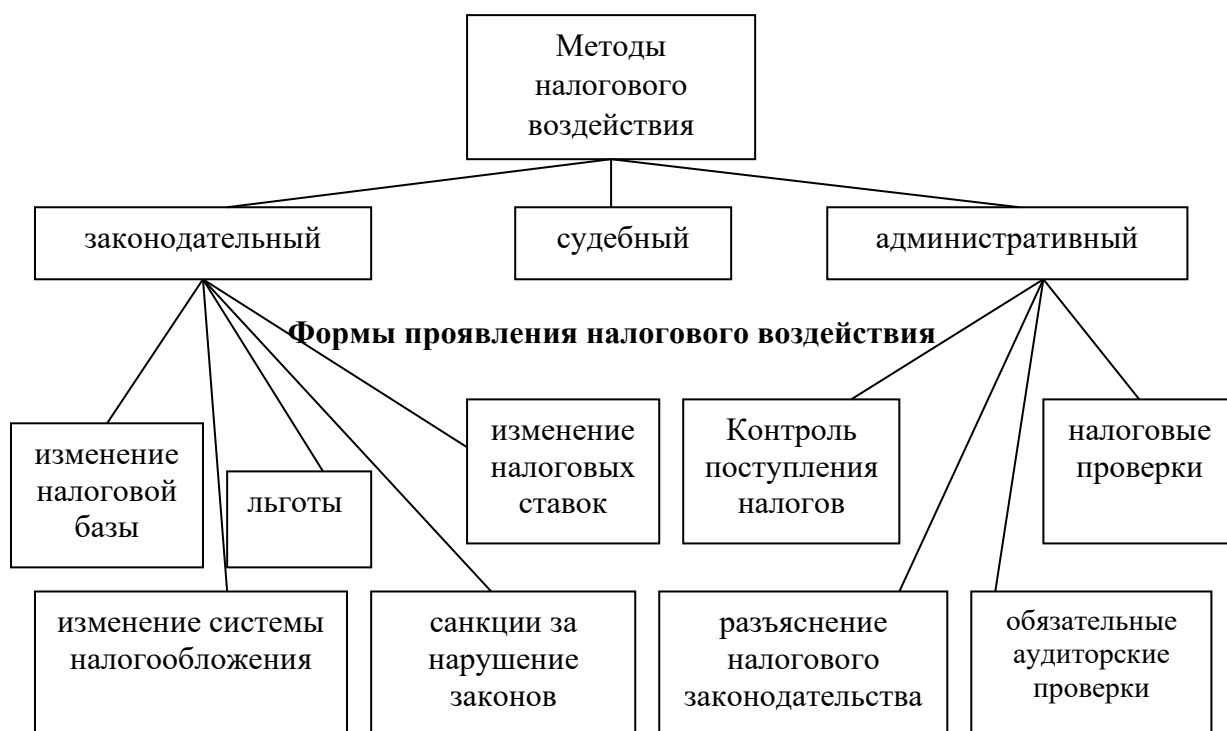 Методы
налогового
воздействия
законодательный
судебный
административный
Формы проявления налогового воздействия
изменение
налоговой
базы
льготы
изменение
налоговых
ставок
Контроль
поступления
налогов
налоговые
проверки
изменение системы
налогообложения
санкции за
нарушение
законов
разъяснение
налогового
законодательства
обязательные
аудиторские
проверки